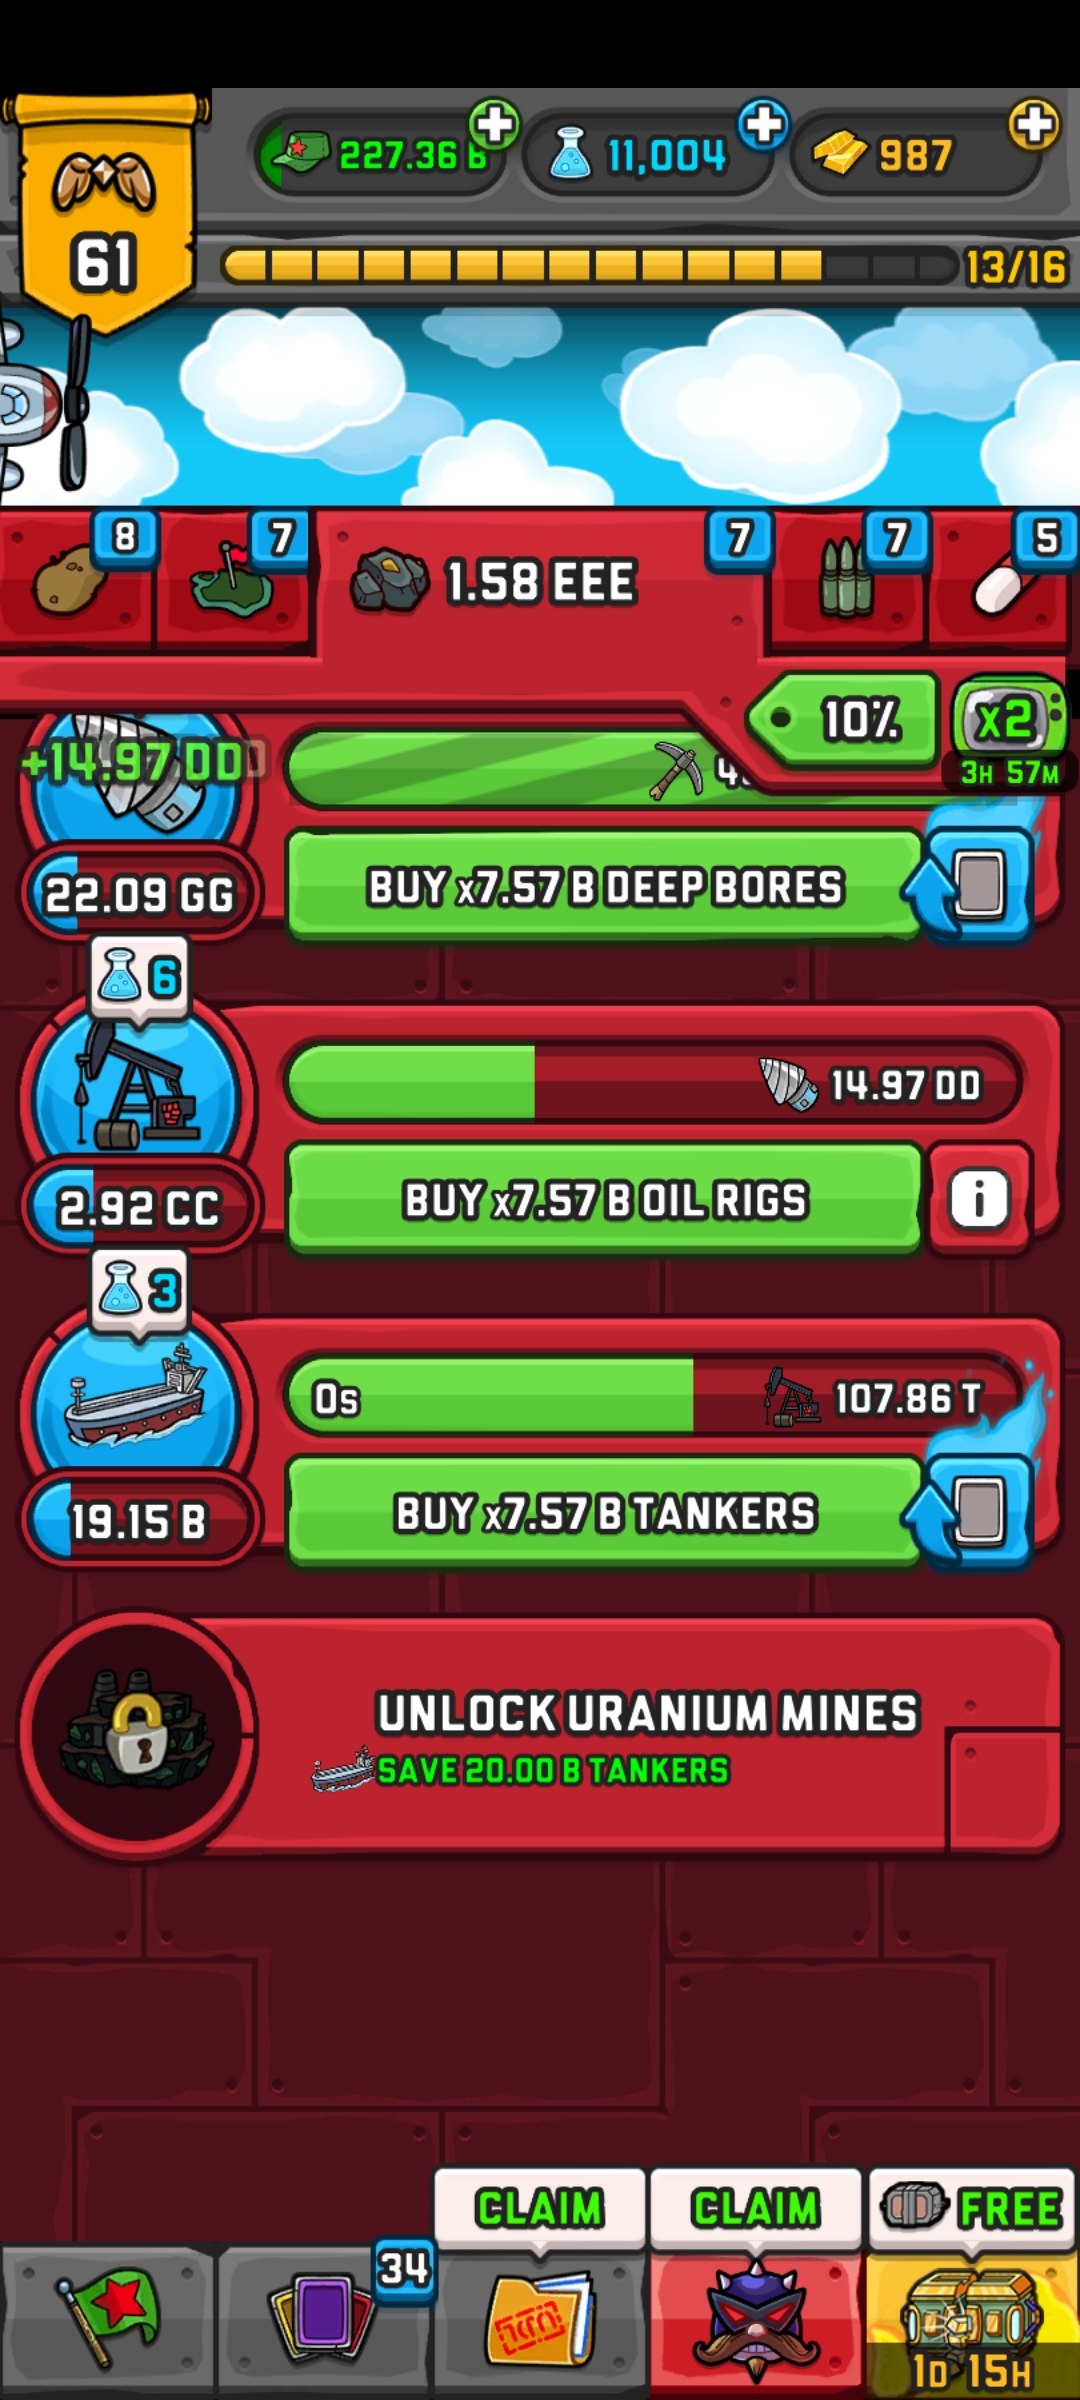 227.36 B
11,004
987
61
13/16
8
7
1.58 EEE
7
7
5
10%
x2
3H 57M
+14.97 DD
22.09 GG
BUY x7.57 B DEEP BORES
6
14.97 DD
2.92 CC
BUY x7.57 B OIL RIGS
i
3
0s
107.86 T
19.15 B
BUY x7.57 B TANKERS
UNLOCK URANIUM MINES
SAVE 20.00 B TANKERS
CLAIM
CLAIM
FREE
34
1D 15H